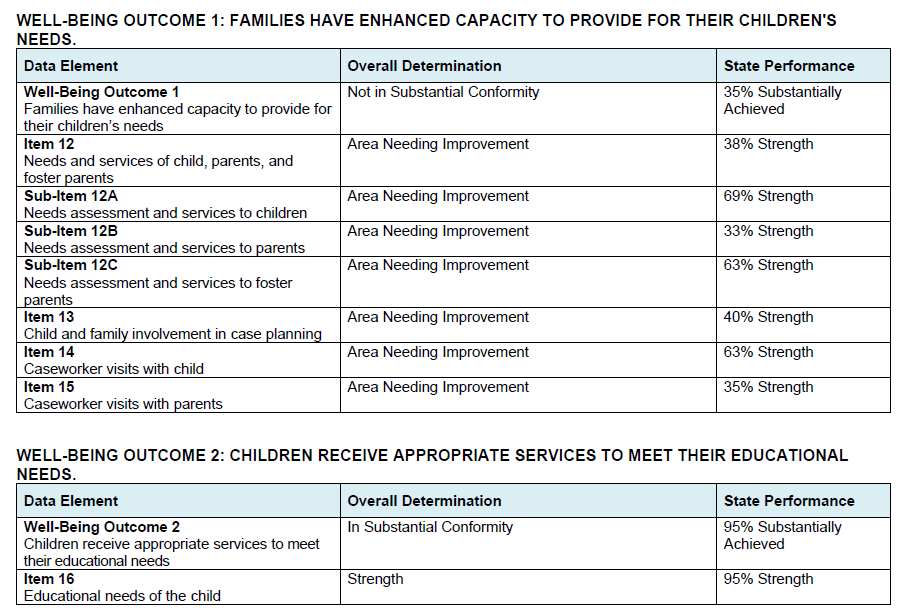 WELL-BEING OUTCOME 1: FAMILIES HAVE ENHANCED CAPACITY TO PROVIDE FOR THEIR CHILDREN'S
NEEDS.
Data Element Overall Determination State Performance
Well-Being Outcome 1 Not in Substantial Conformity 35% Substantially
Families have enhanced capacity to provide for Achieved
their children’s needs
Item 12 Area Needing Improvement 38% Strength
Needs and services of child, parents, and
foster parents
Sub-Item 12A Area Needing Improvement 69% Strength
Needs assessment and services to children
Sub-Item 12B Area Needing Improvement 33% Strength
Needs assessment and services to parents
Sub-Item 12C Area Needing Improvement 63% Strength
Needs assessment and services to foster
parents
Item 13 Area Needing Improvement 40% Strength
Child and family involvement in case planning
Item 14 Area Needing Improvement 63% Strength
Caseworker visits with child
Item 15 Area Needing Improvement 35% Strength
Caseworker visits with parents
WELL-BEING OUTCOME 2: CHILDREN RECEIVE APPROPRIATE SERVICES TO MEET THEIR EDUCATIONAL
NEEDS.
Data Element Overall Determination State Performance
Well-Being Outcome 2 In Substantial Conformity 95% Substantially
Children receive appropriate services to meet Achieved
their educational needs
Item 16 Strength 95% Strength
Educational needs of the child